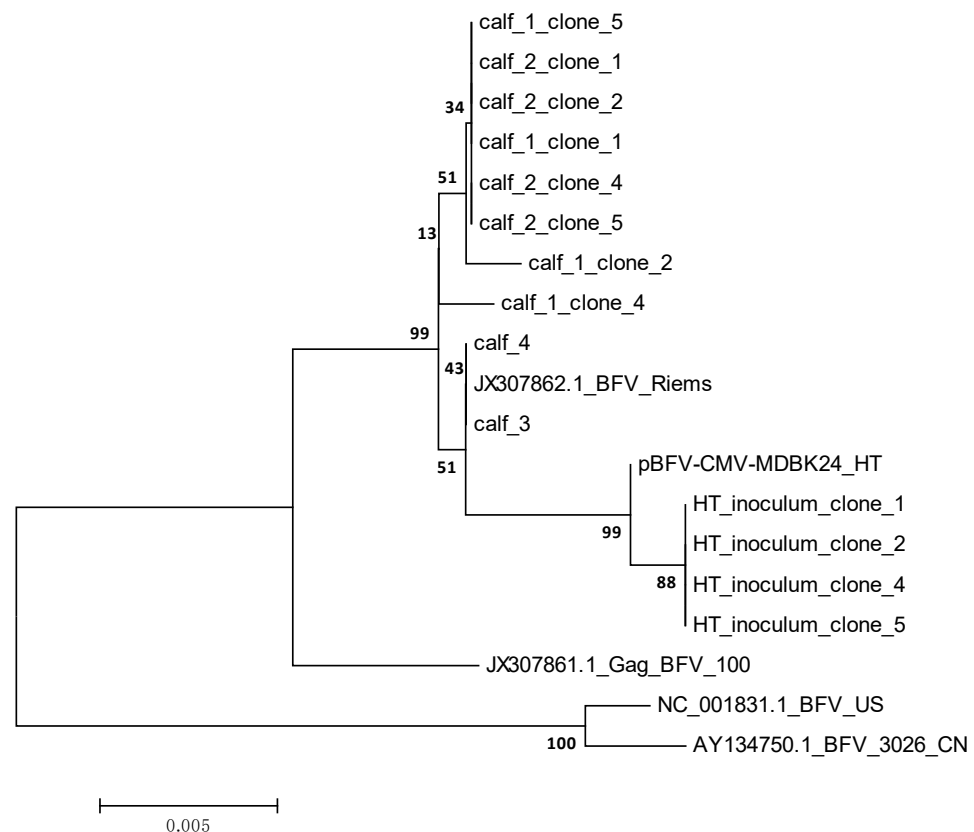 calf_1_clone_5
calf_2_clone_1
calf_2_clone_2
34
calf_1_clone_1
calf_2_clone_4
51
calf_2_clone_5
13
calf_1_clone_2
calf_1_clone_4
99
calf_4
43
JX307862.1_BFV_Riems
calf_3
51
pBFV-CMV-MDBK24_HT
HT_inoculum_clone_1
99
HT_inoculum_clone_2
88
HT_inoculum_clone_4
HT_inoculum_clone_5
JX307861.1_Gag_BFV_100
NC_001831.1_BFV_US
100
AY134750.1_BFV_3026_CN
0.005